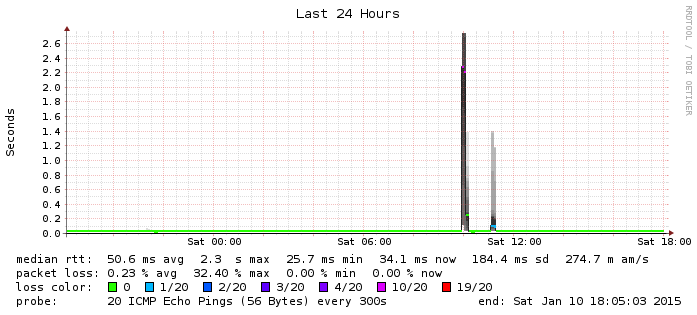 Last 24 Hours
RRDTOOL / TOBI OETIKER
Seconds
2.6
2.4
2.2
2.0
1.8
1.6
1.4
1.2
1.0
0.8
0.6
0.4
0.2
0.0
Sat 00:00 Sat 06:00 Sat 12:00 Sat 18:00
median rtt: 50.6 ms avg 2.3 s max 25.7 ms min 34.1 ms now 184.4 ms sd 274.7 m am/s
packet loss: 0.23 % avg 32.40 % max 0.00 % min 0.00 % now
loss color: 0 1/20 2/20 3/20 4/20 10/20 19/20
probe: 20 ICMP Echo Pings (56 Bytes) every 300s end: Sat Jan 10 18:05:03 2015